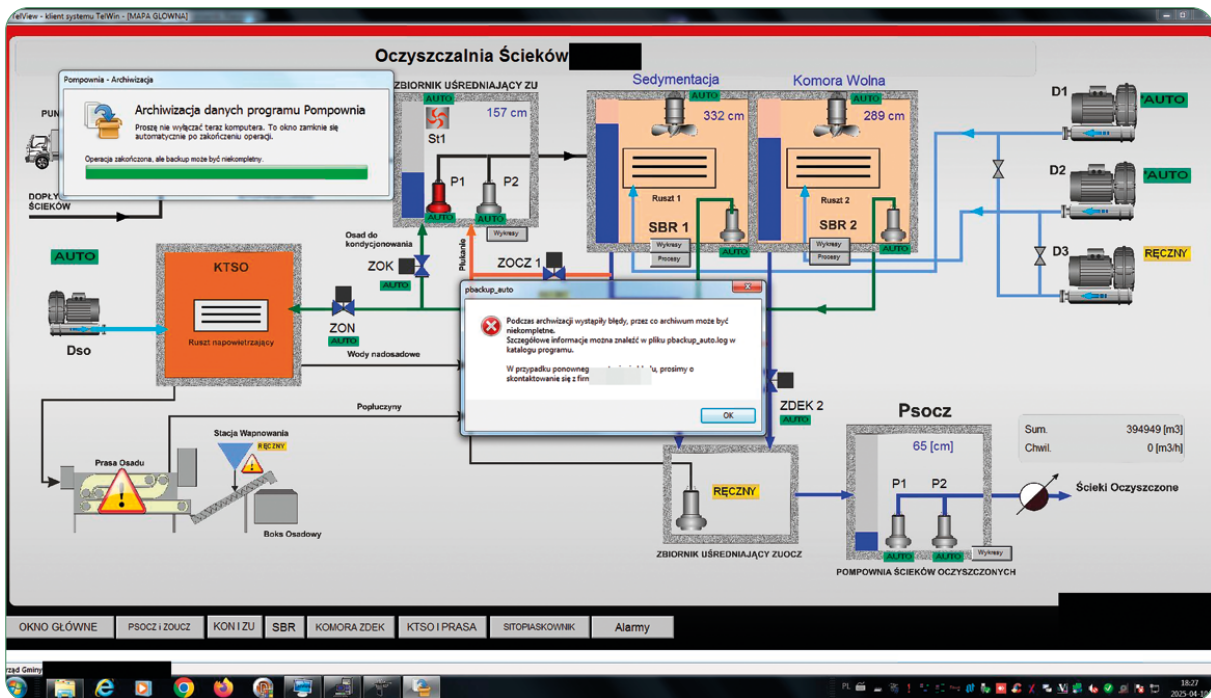 TelView - klient systemu TelWin - [MAPA GŁÓWNA]
Oczyszczalnia Ścieków
Pompownia - Archiwizacja
Archiwizacja danych programu Pompownia
Proszę nie wyłączać teraz komputera. To okno zamknie się
automatycznie po zakończeniu operacji.
Operacja zakończona, ale backup może być niekompletny.
PUN
ŚCIEKÓW
ZBIORNIK UŚREDNIAJĄCY ZU
AUTO
157 cm
St1
P1
P2
AUTO
AUTO
Wykresy
Sedymentacja
AUTO
332 cm
Ruszt 1
SBR 1
Wykresy
Procesy
AUTO
Komora Wolna
AUTO
289 cm
Ruszt 2
SBR 2
Wykresy
Procesy
AUTO
D1
'AUTO
D2
'AUTO
D3
RĘCZNY
Osad do
kondycjonowania
Płukanie
ZOK
AUTO
ZOCZ 1
AUTO
KTSO
Ruszt napowietrzający
Dso
ZON
AUTO
Wody nadosadowe
Popłuczyny
pbackup_auto
Podczas archiwizacji wystąpiły błędy, przez co archiwum może być
niekompletne.
Szczegółowe informacje można znaleźć w pliku pbackup_auto.log w
katalogu programu.
W przypadku ponownego prosimy o
skontaktowanie się z firm
OK
ZDEK 2
AUTO
Stacja Wapnowania
RĘCZNY
Prasa Osadu
Boks Osadowy
RĘCZNY
ZBIORNIK UŚREDNIAJĄCY ZUOCZ
Psocz
65 [cm]
P1
P2
AUTO
AUTO
Wykresy
POMPOWNIA ŚCIEKÓW OCZYSZCZONYCH
Sum. 394949 [m3]
Chwil. 0 [m3/h]
Ścieki Oczyszczone
OKNO GŁÓWNE
PSOCZ i ZOUCZ
KON I ZU
SBR
KOMORA ZDEK
KTSO I PRASA
SITOPIASKOWNIK
Alarmy
Gminy
PL
18:27